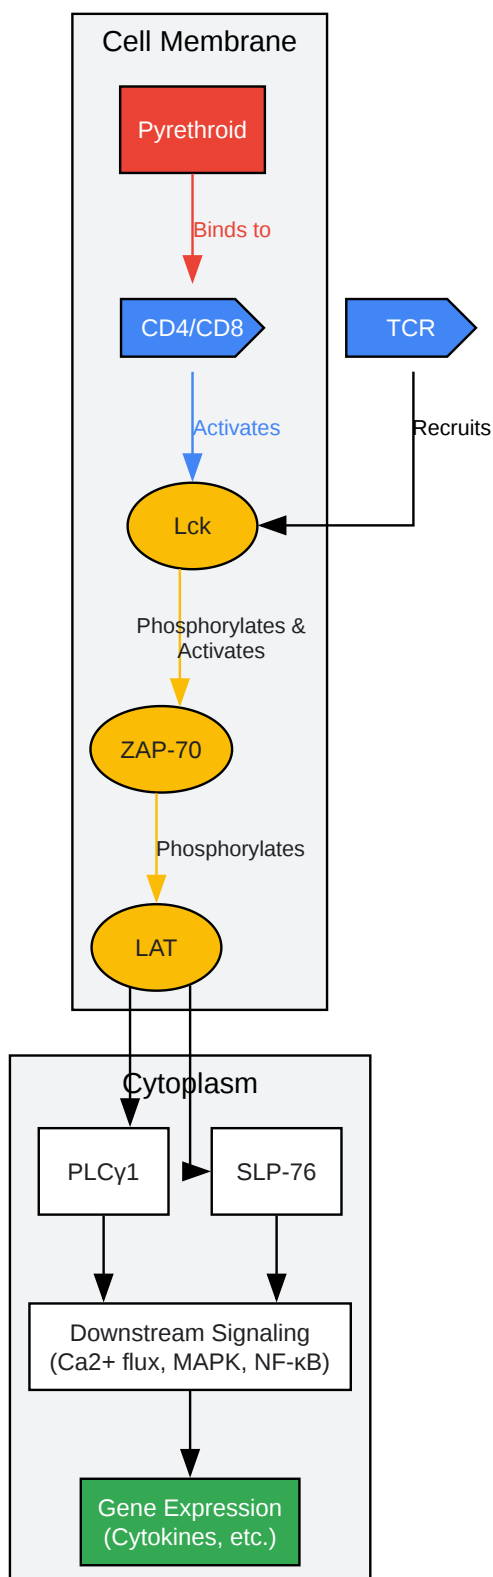 Cell Membrane
Pyrethroid
Binds to
CD4/CD8
TCR
Activates
Recruits
Lck
Phosphorylates &
Activates
ZAP-70
Phosphorylates
LAT
Cytoplasm
PLCγ1
SLP-76
Downstream Signaling
(Ca2+ flux, MAPK, NF-κB)
Gene Expression
(Cytokines, etc.)